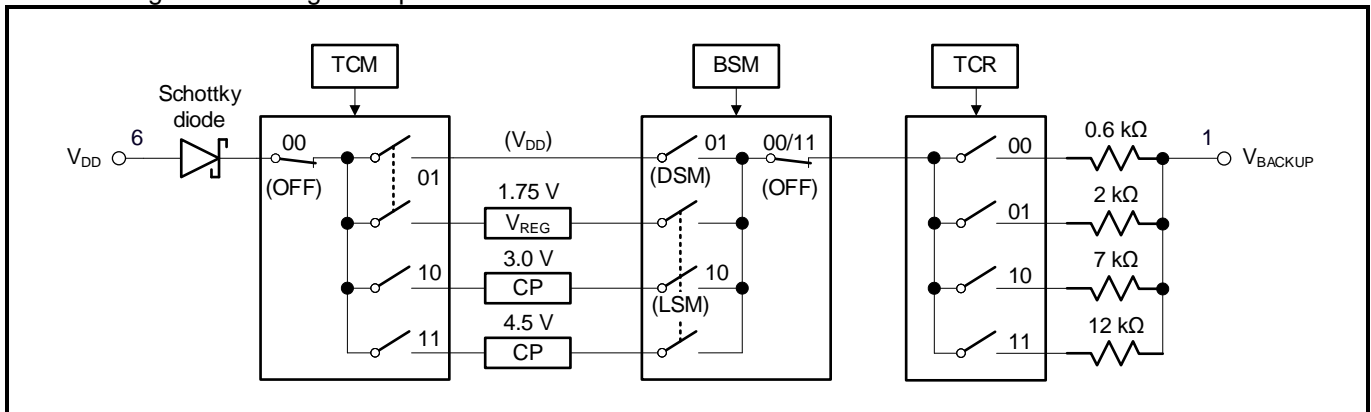 TCM
BSM
TCR
Schottky
diode
V_DD
6
00
(OFF)
01
10
11
(V_DD)
1.75 V
V_REG
3.0 V
CP
4.5 V
CP
01
(DSM)
10
(LSM)
00/11
(OFF)
00
01
10
11
0.6 kΩ
2 kΩ
7 kΩ
12 kΩ
1
V_BACKUP